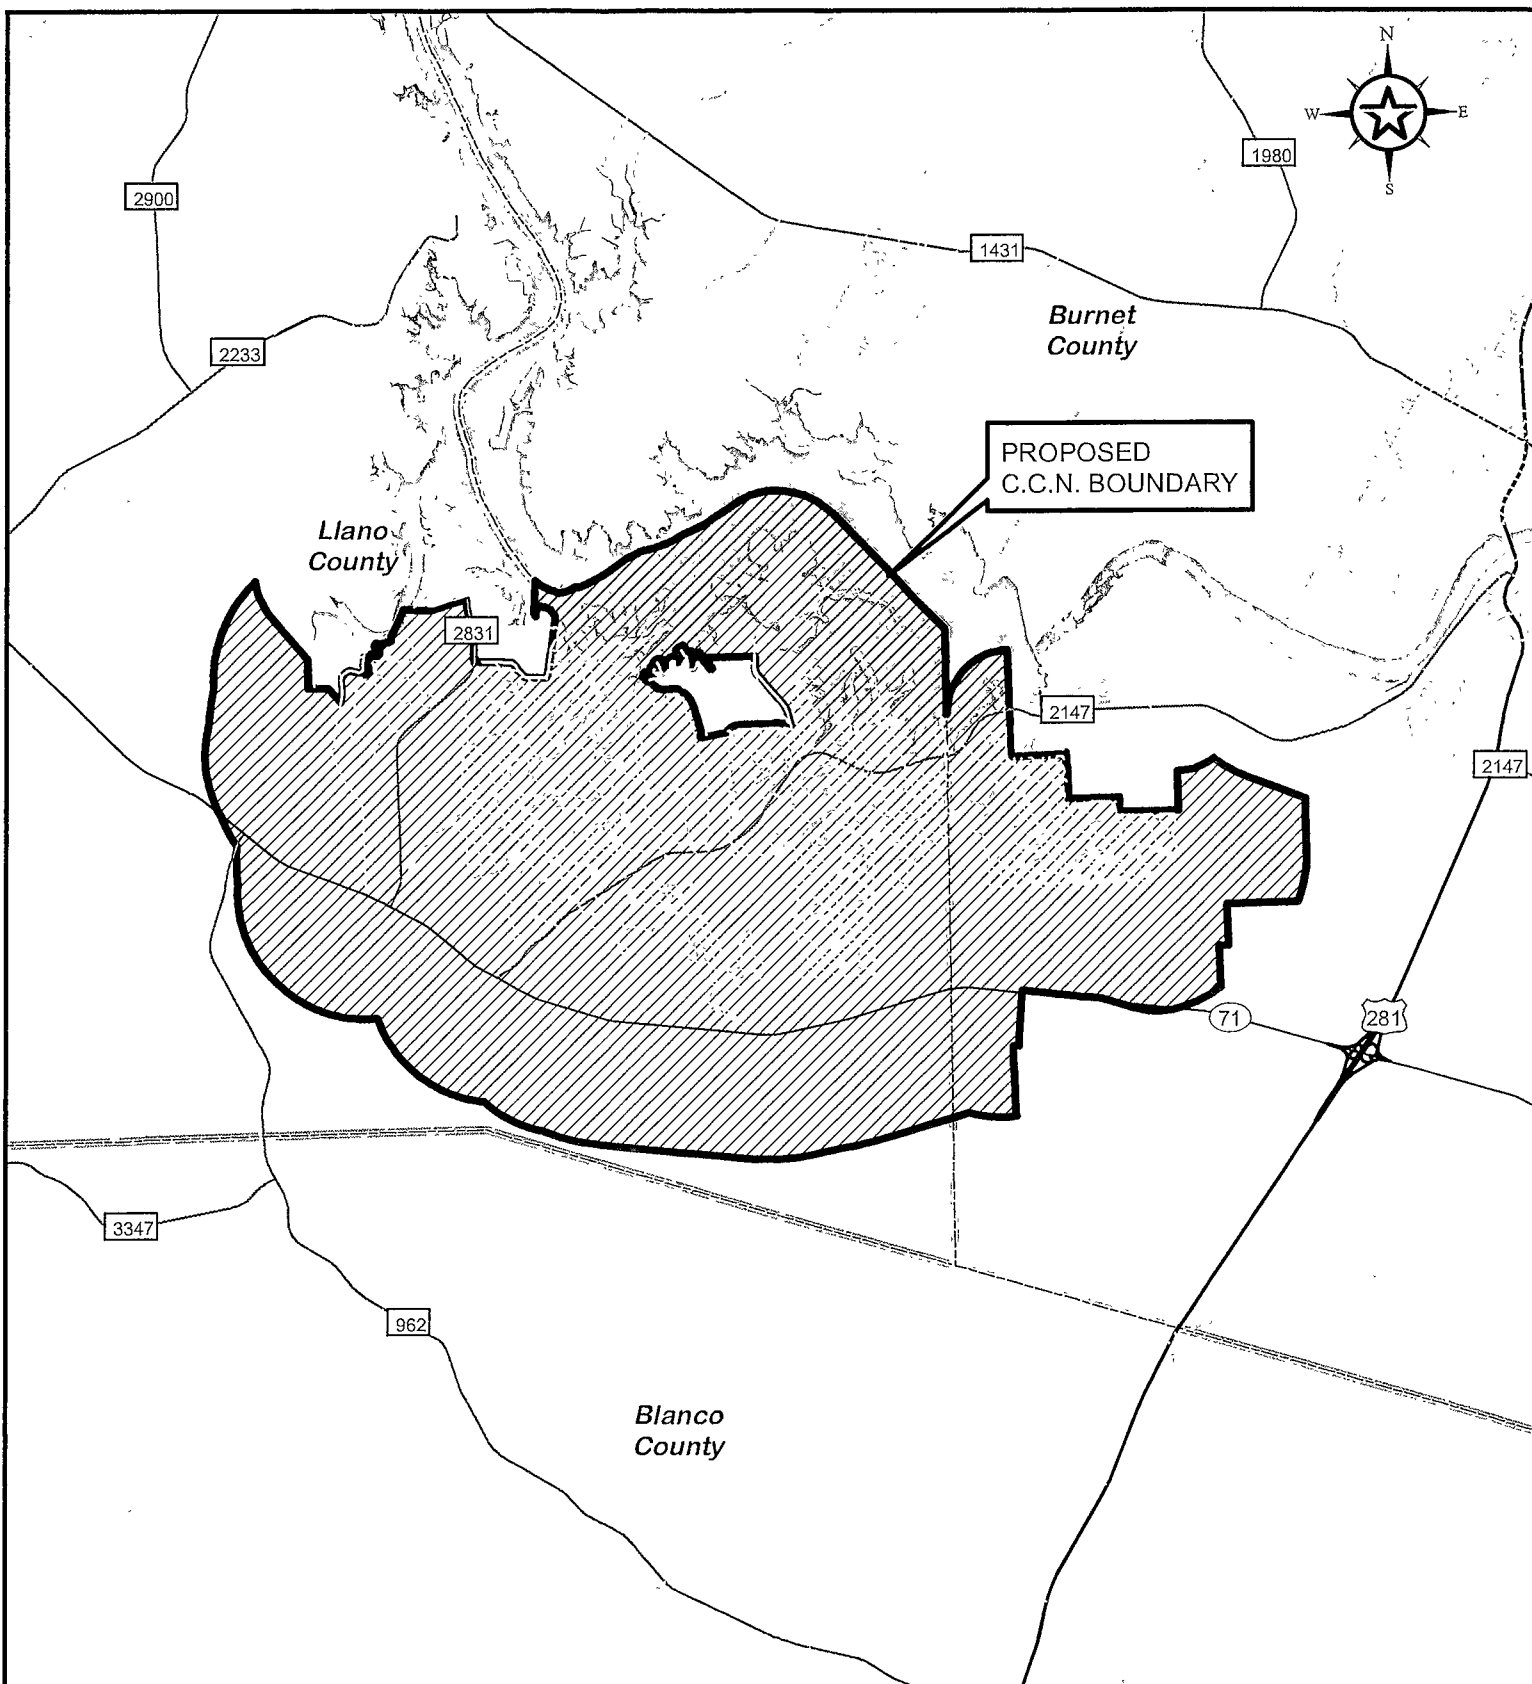 N
W
E
S
1980
2900
1431
Burnet
County
2233
PROPOSED
C.C.N. BOUNDARY
Llano
County
2831
2147
2147
71
281
3347
962
Blanco
County